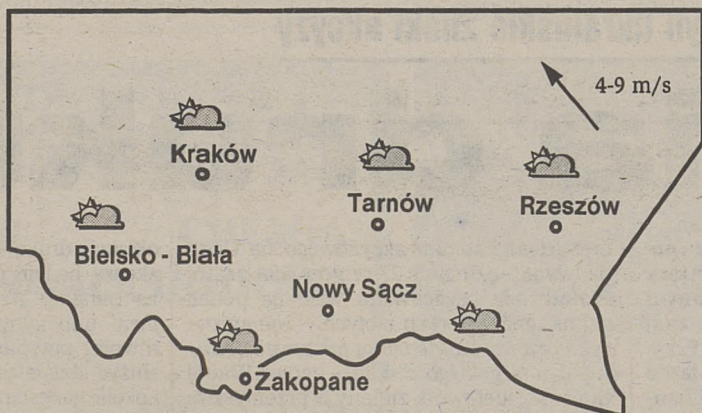 4-9 m/s
Kraków
Tarnów
Rzeszów
Bielsko - Biała
Nowy Sącz
Zakopane